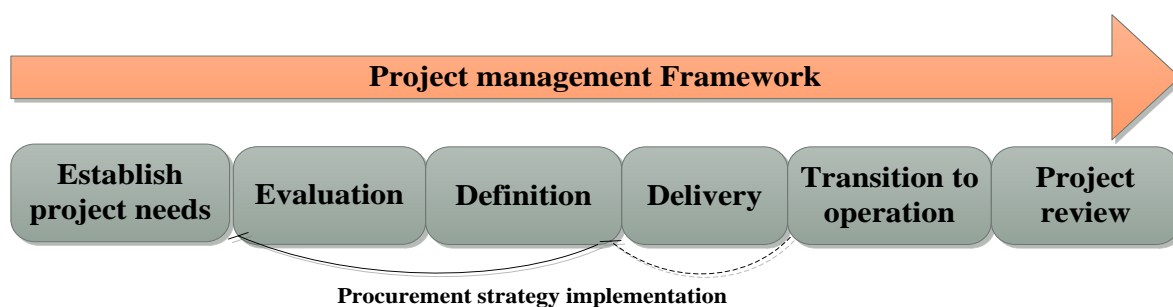 Project management Framework
Establish
project needs
Evaluation
Definition
Delivery
Transition to
operation
Project
review
Procurement strategy implementation